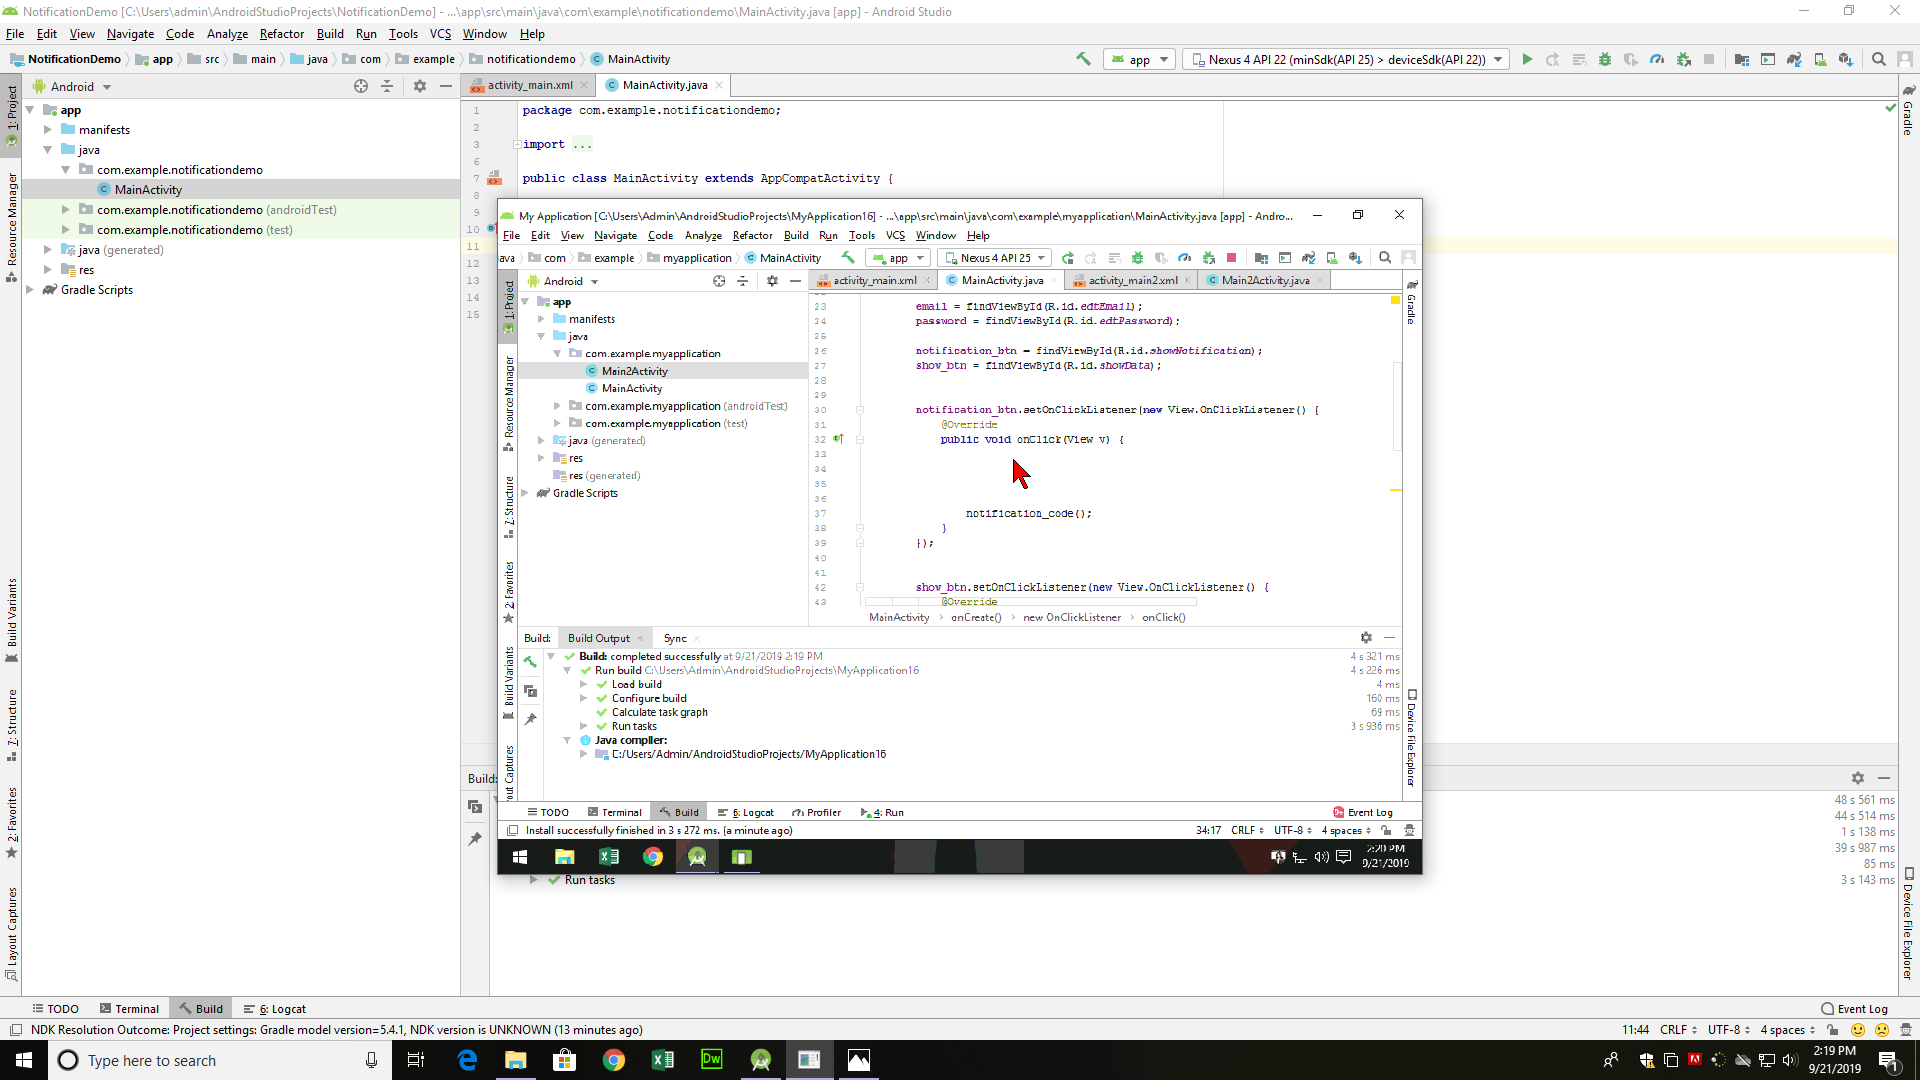 NotificationDemo [C:\Users\admin\AndroidStudioProjects\NotificationDemo] - ...\app\src\main\java\com\example\notificationdemo\MainActivity.java [app] - Android Studio
File Edit View Navigate Code Analyze Refactor Build Run Tools VCS Window Help
NotificationDemo app src main java com example notificationdemo MainActivity
app Nexus 4 API 22 (minSdk(API 25) > deviceSdk(API 22))
Android
activity_main.xml MainActivity.java
1: Project
Resource Manager
Build Variants
7: Structure
2: Favorites
Layout Captures
app
manifests
java
com.example.notificationdemo
MainActivity
com.example.notificationdemo (androidTest)
com.example.notificationdemo (test)
java (generated)
res
Gradle Scripts
1 package com.example.notificationdemo;
2
3 import ...
6
7 public class MainActivity extends AppCompatActivity {
8
9
10
11
12
13
14
15
Gradle
Device File Explorer
My Application [C:\Users\Admin\AndroidStudioProjects\MyApplication16] - ...\app\src\main\java\com\example\myapplication\MainActivity.java [app] - Andro...
File Edit View Navigate Code Analyze Refactor Build Run Tools VCS Window Help
ava com example myapplication MainActivity app Nexus 4 API 25
Android
activity_main.xml MainActivity.java activity_main2.xml Main2Activity.java
1: Project
Resource Manager
7: Structure
2: Favorites
Build Variants
out Captures
app
manifests
java
com.example.myapplication
Main2Activity
MainActivity
com.example.myapplication (androidTest)
com.example.myapplication (test)
java (generated)
res
res (generated)
Gradle Scripts
23 email = findViewById(R.id.edtEmail);
24 password = findViewById(R.id.edtPassword);
25
26 notification_btn = findViewById(R.id.showNotification);
27 show_btn = findViewById(R.id.showData);
28
29
30 notification_btn.setOnClickListener(new View.OnClickListener() {
31 @Override
32 public void onClick(View v) {
33
34
35
36
37 notification_code();
38 }
39 });
40
41
42 show_btn.setOnClickListener(new View.OnClickListener() {
43 @Override
MainActivity > onCreate() > new OnClickListener > onClick()
Gradle
Device File Explorer
Build: Build Output Sync
Build: completed successfully at 9/21/2019 2:19 PM 4 s 321 ms
Run build C:\Users\Admin\AndroidStudioProjects\MyApplication16 4 s 226 ms
Load build 4 ms
Configure build 160 ms
Calculate task graph 69 ms
Run tasks 3 s 936 ms
Java compiler:
C:/Users/Admin/AndroidStudioProjects/MyApplication16
TODO Terminal Build 6: Logcat Profiler 4: Run 9+ Event Log
Install successfully finished in 3 s 272 ms. (a minute ago) 34:17 CRLF UTF-8 4 spaces
2:20 PM
9/21/2019
Build:
48 s 561 ms
44 s 514 ms
1 s 138 ms
39 s 987 ms
85 ms
Run tasks 3 s 143 ms
TODO Terminal Build 6: Logcat Event Log
NDK Resolution Outcome: Project settings: Gradle model version=5.4.1, NDK version is UNKNOWN (13 minutes ago) 11:44 CRLF UTF-8 4 spaces
Type here to search
Dw
2:19 PM
9/21/2019
1